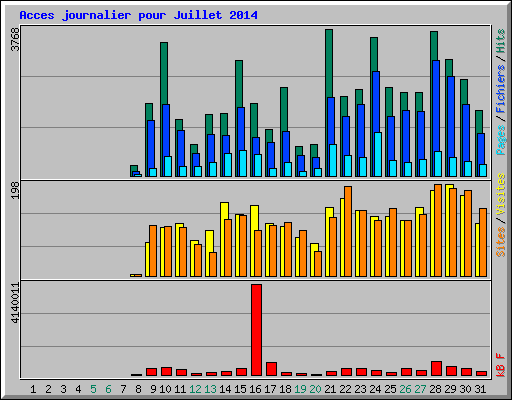 Acces journalier pour Juillet 2014
3768
198
4140011
Pages / Fichiers / Hits
Sites / Visites
kB F
1 2 3 4 5 6 7 8 9 10 11 12 13 14 15 16 17 18 19 20 21 22 23 24 25 26 27 28 29 30 31